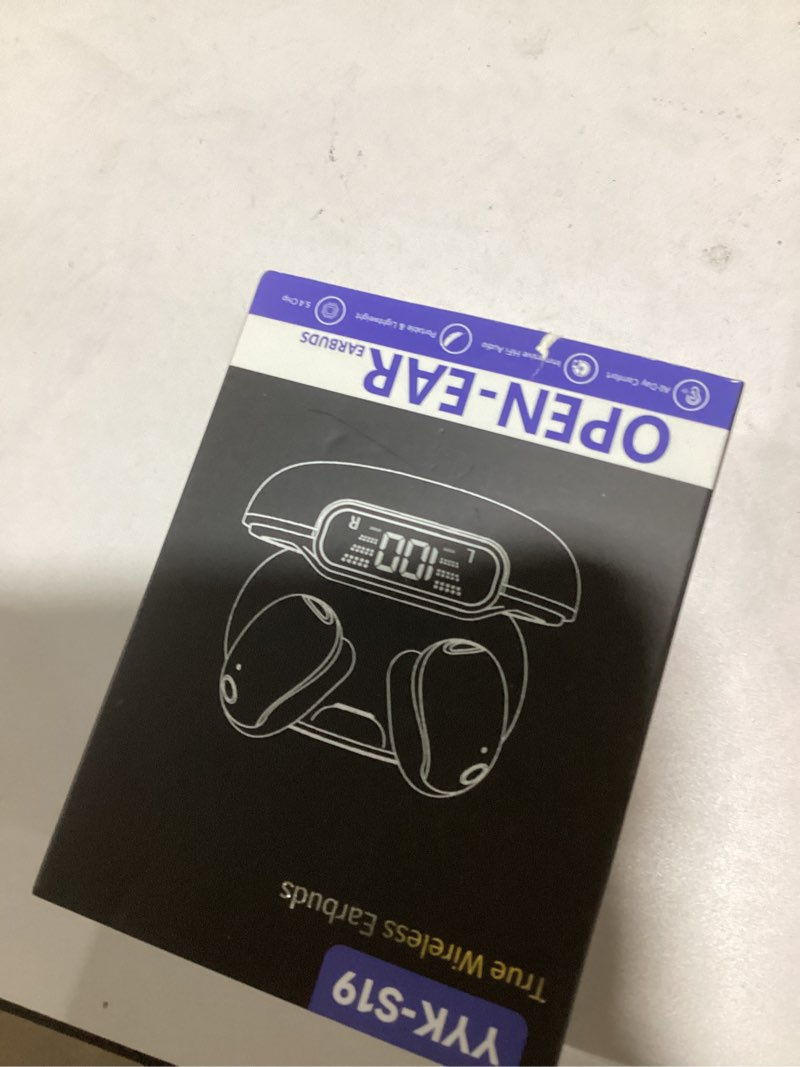 YYK-S19
True Wireless Earbuds
L 100 R
OPEN-EAR EARBUDS
All-Day Comfort
HiFi Audio
Portable & Lightweight
5.4 Chip